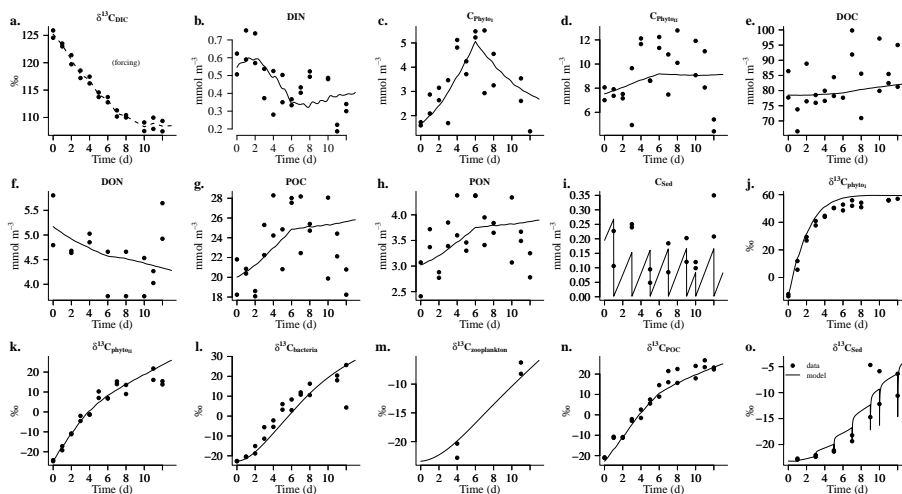 a. δ¹³C_DIC
‰
125
120
115
110
(forcing)
0 2 4 6 8 10
Time (d)
b. DIN
mmol m⁻³
0.7
0.6
0.5
0.4
0.3
0.2
0 2 4 6 8 10
Time (d)
c. C_Phyto_I
mmol m⁻³
5
4
3
2
0 2 4 6 8 10
Time (d)
d. C_Phyto_II
mmol m⁻³
12
10
8
6
0 2 4 6 8 10
Time (d)
e. DOC
mmol m⁻³
100
95
90
85
80
75
70
0 2 4 6 8 10
Time (d)
f. DON
mmol m⁻³
5.5
5.0
4.5
4.0
0 2 4 6 8 10
Time (d)
g. POC
mmol m⁻³
28
26
24
22
20
18
0 2 4 6 8 10
Time (d)
h. PON
mmol m⁻³
4.0
3.5
3.0
2.5
0 2 4 6 8 10
Time (d)
i. C_Sed
mmol m⁻³
0.35
0.30
0.25
0.20
0.15
0.10
0.05
0.00
0 2 4 6 8 10
Time (d)
j. δ¹³C_phyto_I
‰
60
40
20
0
0 2 4 6 8 10
Time (d)
k. δ¹³C_phyto_II
‰
20
10
0
−10
−20
0 2 4 6 8 10
Time (d)
l. δ¹³C_bacteria
‰
30
20
10
0
−10
−20
0 2 4 6 8 10
Time (d)
m. δ¹³C_zooplankton
‰
−10
−15
−20
0 2 4 6 8 10
Time (d)
n. δ¹³C_POC
‰
20
10
0
−10
−20
0 2 4 6 8 10
Time (d)
o. δ¹³C_Sed
‰
−5
−10
−15
−20
data
model
0 2 4 6 8 10
Time (d)